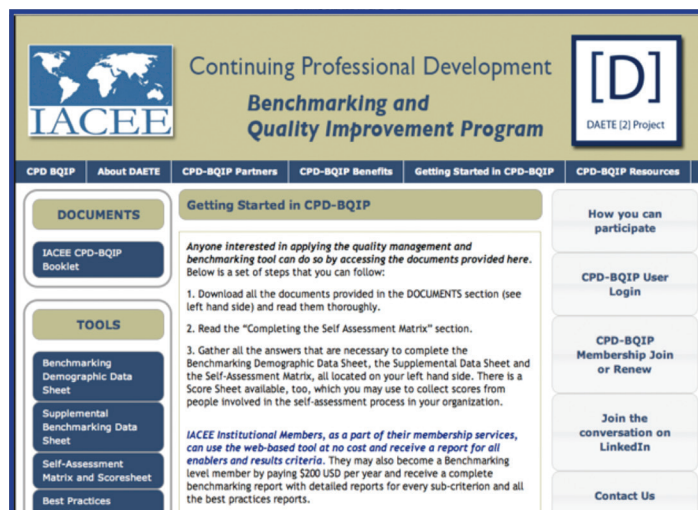 IACEE
Continuing Professional Development
Benchmarking and
Quality Improvement Program
[D]
DAETE [2] Project
CPD BQIP
About DAETE
CPD-BQIP Partners
CPD-BQIP Benefits
Getting Started in CPD-BQIP
CPD-BQIP Resources
DOCUMENTS
IACEE CPD-BQIP
Booklet
TOOLS
Benchmarking
Demographic Data
Sheet
Supplemental
Benchmarking Data
Sheet
Self-Assessment
Matrix and Scoresheet
Best Practices
Getting Started in CPD-BQIP
Anyone interested in applying the quality management and
benchmarking tool can do so by accessing the documents provided here.
Below is a set of steps that you can follow:
1. Download all the documents provided in the DOCUMENTS section (see
left hand side) and read them thoroughly.
2. Read the “Completing the Self Assessment Matrix” section.
3. Gather all the answers that are necessary to complete the
Benchmarking Demographic Data Sheet, the Supplemental Data Sheet and
the Self-Assessment Matrix, all located on your left hand side. There is a
Score Sheet available, too, which you may use to collect scores from
people involved in the self-assessment process in your organization.
IACEE Institutional Members, as a part of their membership services,
can use the web-based tool at no cost and receive a report for all
enablers and results criteria. They may also become a Benchmarking
level member by paying $200 USD per year and receive a complete
benchmarking report with detailed reports for every sub-criterion and all
the best practices reports.
How you can
participate
CPD-BQIP User
Login
CPD-BQIP
Membership Join
or Renew
Join the
conversation on
LinkedIn
Contact Us